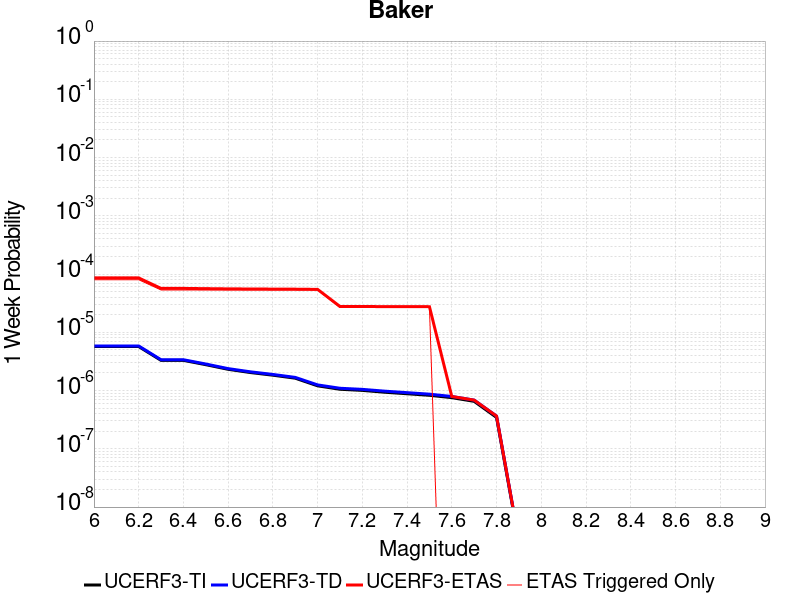 Baker
10^0
10^-1
10^-2
10^-3
10^-4
10^-5
10^-6
10^-7
10^-8
1 Week Probability
6 6.2 6.4 6.6 6.8 7 7.2 7.4 7.6 7.8 8 8.2 8.4 8.6 8.8 9
Magnitude
UCERF3-TI UCERF3-TD UCERF3-ETAS ETAS Triggered Only